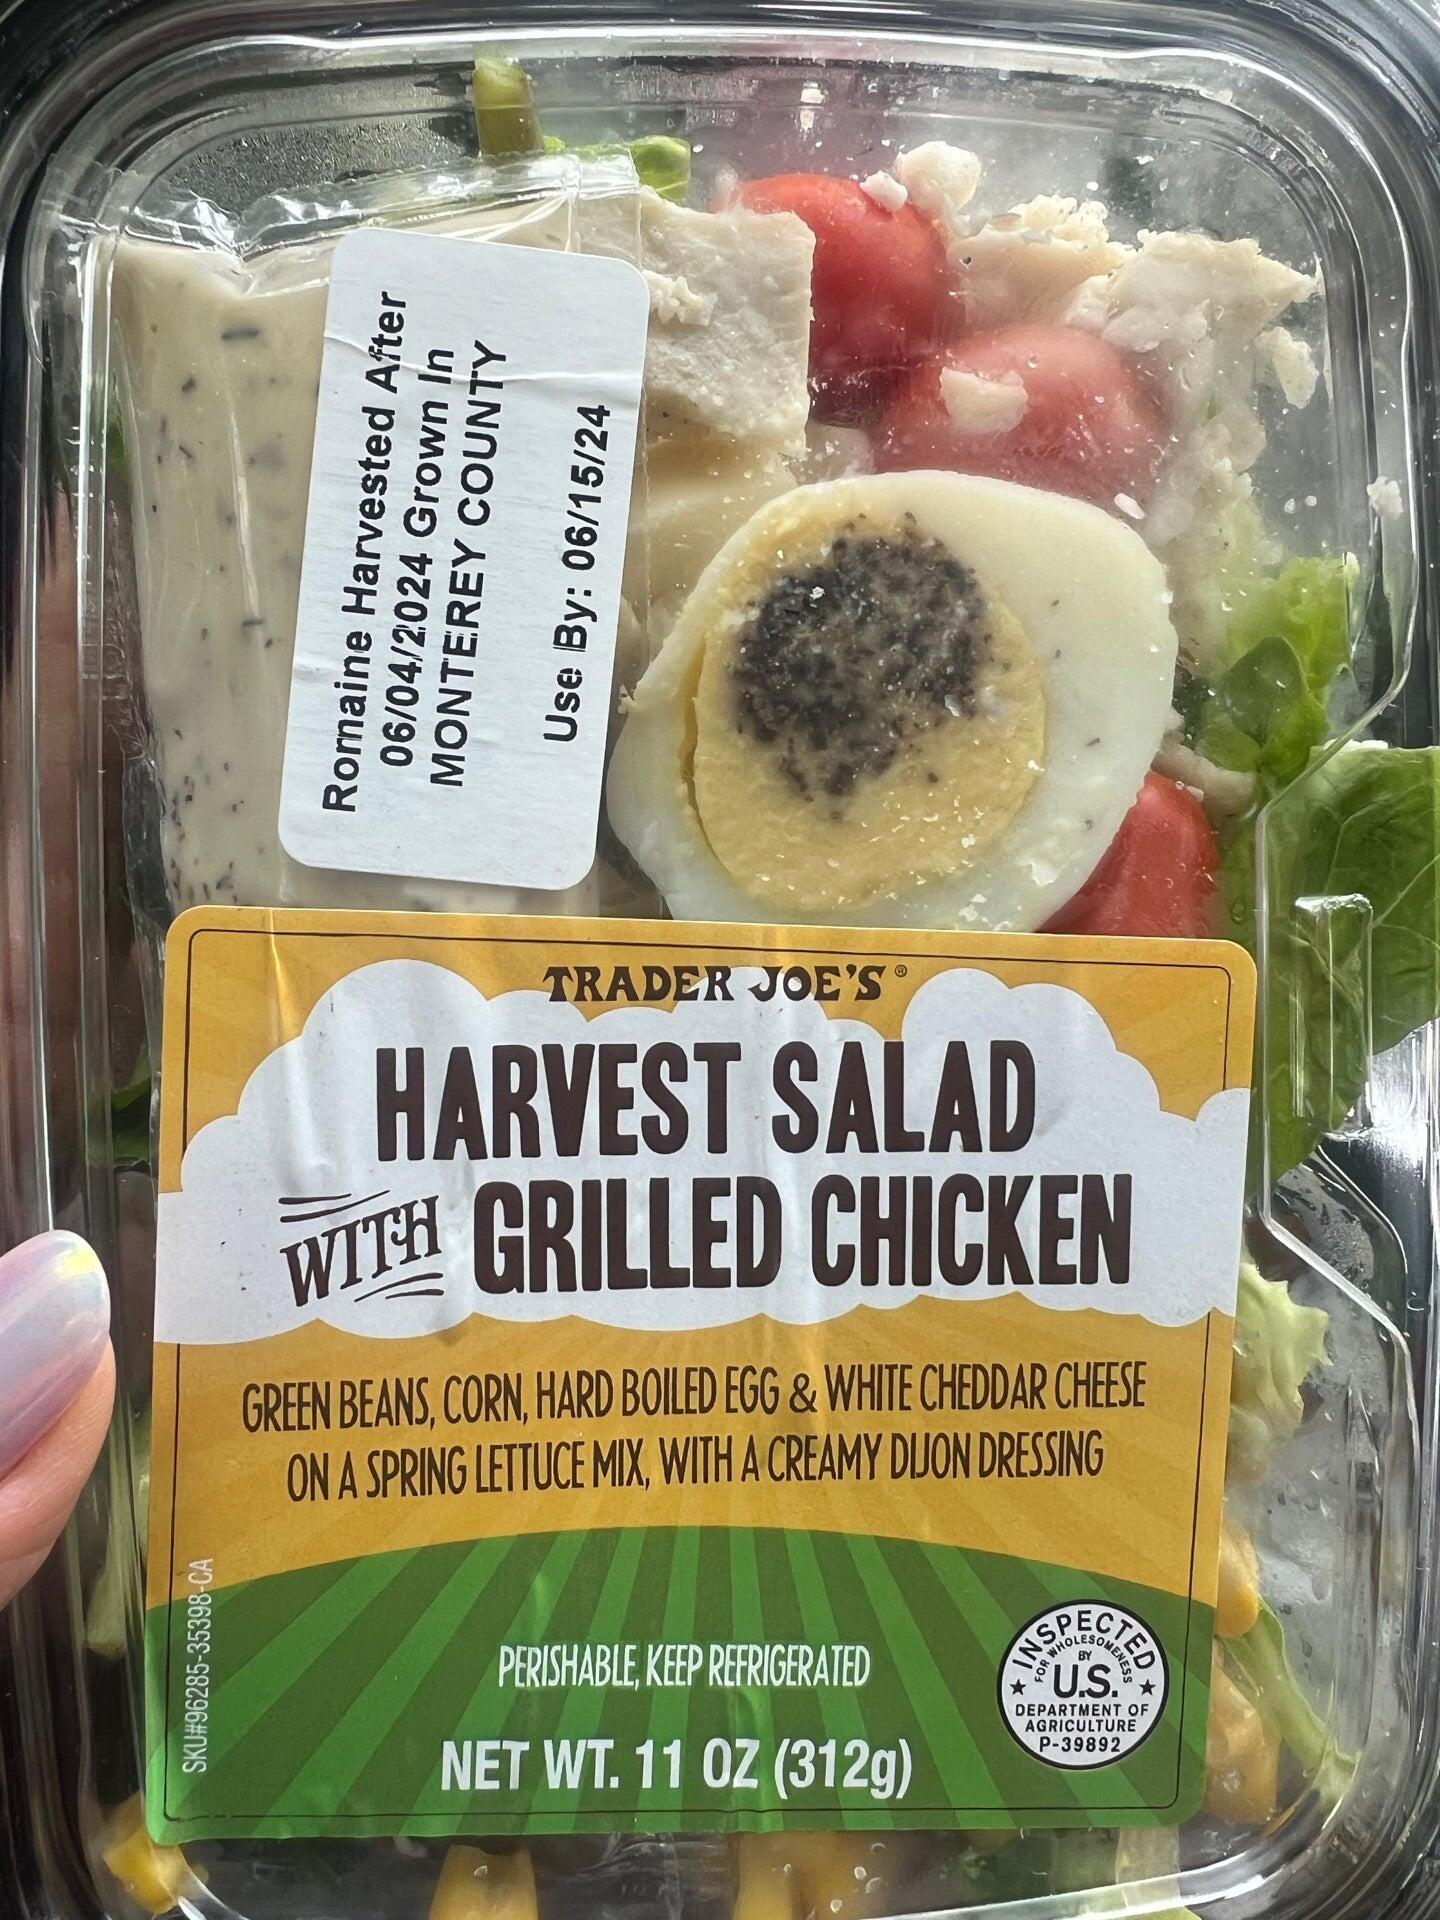 Romaine Harvested After
06/04/2024 Grown In
MONTEREY COUNTY
Use By: 06/15/24
TRADER JOE'S®
HARVEST SALAD
WITH GRILLED CHICKEN
GREEN BEANS, CORN, HARD BOILED EGG & WHITE CHEDDAR CHEESE
ON A SPRING LETTUCE MIX, WITH A CREAMY DIJON DRESSING
SKU#96285-35398-CA
PERISHABLE, KEEP REFRIGERATED
NET WT. 11 OZ (312g)
INSPECTED
FOR WHOLESOMENESS
BY
U.S.
DEPARTMENT OF
AGRICULTURE
P-39892